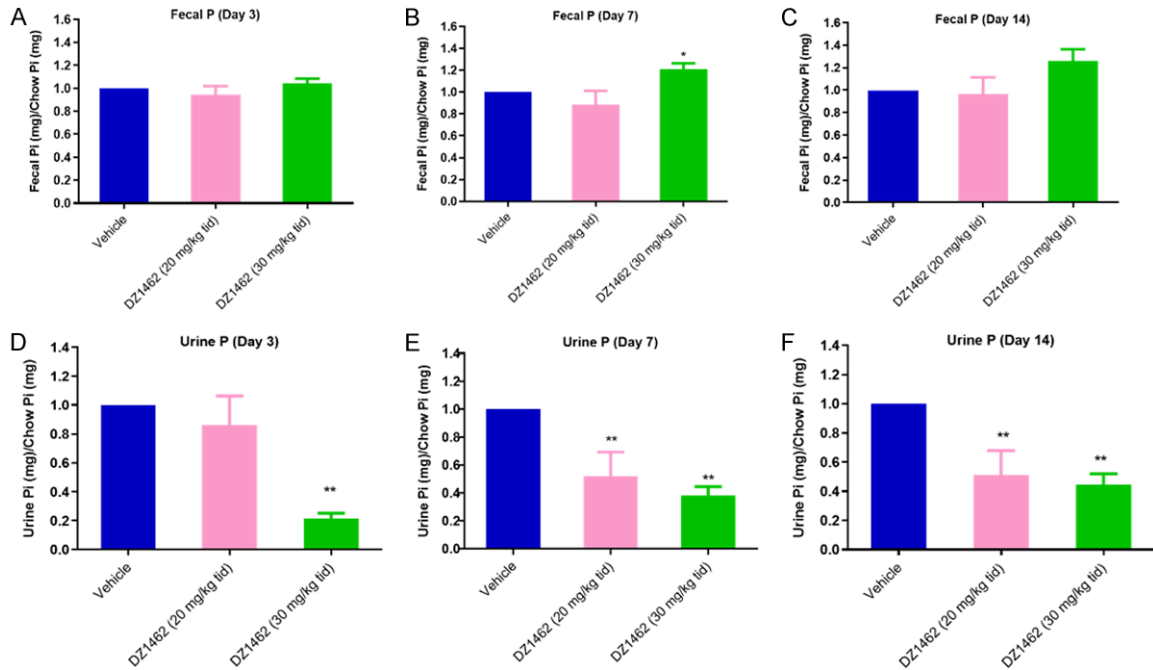 A
Fecal P (Day 3)
Fecal Pi (mg)/Chow Pi (mg)
1.6
1.4
1.2
1.0
0.8
0.6
0.4
0.2
0.0
Vehicle
DZ1462 (20 mg/kg tid)
DZ1462 (30 mg/kg tid)
B
Fecal P (Day 7)
Fecal Pi (mg)/Chow Pi (mg)
1.6
1.4
1.2
1.0
0.8
0.6
0.4
0.2
0.0
*
Vehicle
DZ1462 (20 mg/kg tid)
DZ1462 (30 mg/kg tid)
C
Fecal P (Day 14)
Fecal Pi (mg)/Chow Pi (mg)
1.6
1.4
1.2
1.0
0.8
0.6
0.4
0.2
0.0
Vehicle
DZ1462 (20 mg/kg tid)
DZ1462 (30 mg/kg tid)
D
Urine P (Day 3)
Urine Pi (mg)/Chow Pi (mg)
1.4
1.2
1.0
0.8
0.6
0.4
0.2
0.0
**
Vehicle
DZ1462 (20 mg/kg tid)
DZ1462 (30 mg/kg tid)
E
Urine P (Day 7)
Urine Pi (mg)/Chow Pi (mg)
1.4
1.2
1.0
0.8
0.6
0.4
0.2
0.0
**
**
Vehicle
DZ1462 (20 mg/kg tid)
DZ1462 (30 mg/kg tid)
F
Urine P (Day 14)
Urine Pi (mg)/Chow Pi (mg)
1.4
1.2
1.0
0.8
0.6
0.4
0.2
0.0
**
**
Vehicle
DZ1462 (20 mg/kg tid)
DZ1462 (30 mg/kg tid)